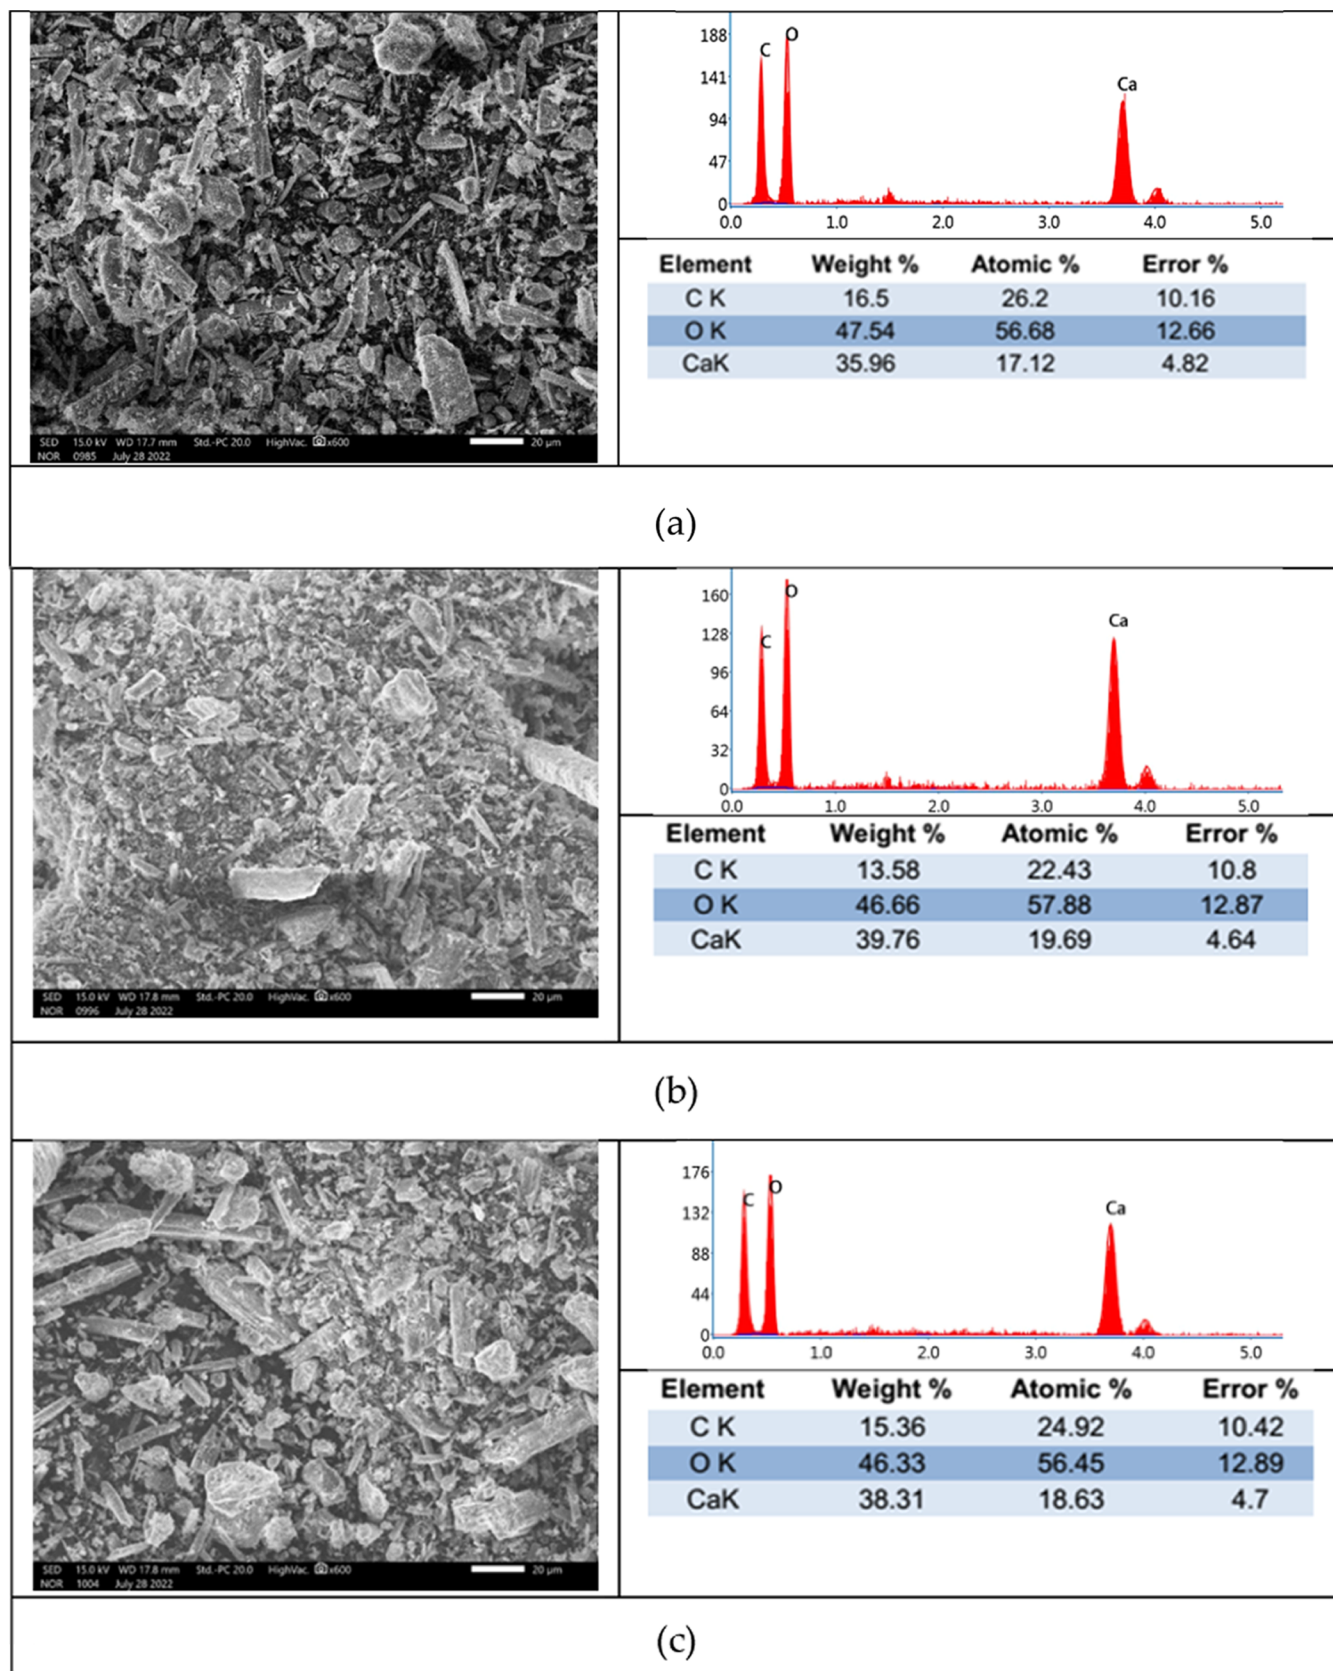 188
C
O
141
Ca
94
47
0
0.0 1.0 2.0 3.0 4.0 5.0
Element Weight % Atomic % Error %
C K 16.5 26.2 10.16
O K 47.54 56.68 12.66
CaK 35.96 17.12 4.82
SED 15.0 kV WD 17.7 mm Std.-PC 20.0 HighVac. x600 20 µm
NOR 0985 July 28 2022
(a)
160
C
O
Ca
128
96
64
32
0
0.0 1.0 2.0 3.0 4.0 5.0
Element Weight % Atomic % Error %
C K 13.58 22.43 10.8
O K 46.66 57.88 12.87
CaK 39.76 19.69 4.64
SED 15.0 kV WD 17.8 mm Std.-PC 20.0 HighVac. x600 20 µm
NOR 0996 July 28 2022
(b)
176
C
O
Ca
132
88
44
0
0.0 1.0 2.0 3.0 4.0 5.0
Element Weight % Atomic % Error %
C K 15.36 24.92 10.42
O K 46.33 56.45 12.89
CaK 38.31 18.63 4.7
SED 15.0 kV WD 17.8 mm Std.-PC 20.0 HighVac. x600 20 µm
NOR 1004 July 28 2022
(c)